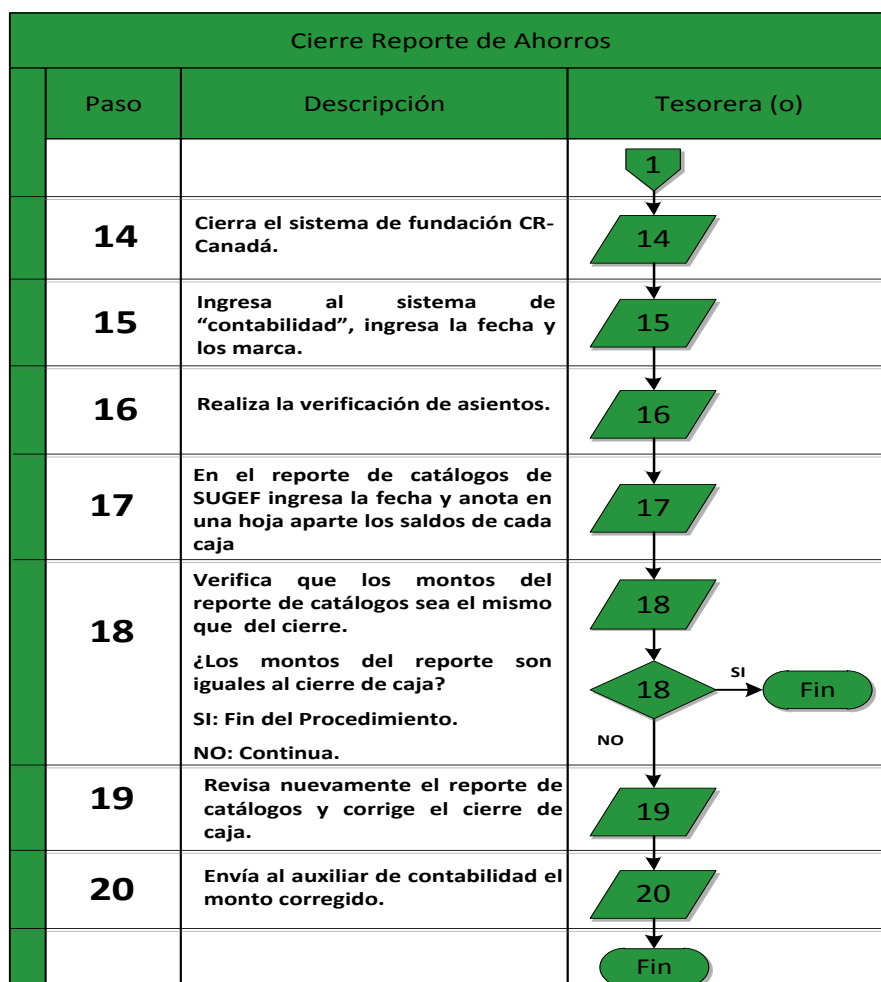 Cierre Reporte de Ahorros
Paso
Descripción
Tesorera (o)
1
14
Cierra el sistema de fundación CR-
Canadá.
14
15
Ingresa al sistema de
“contabilidad”, ingresa la fecha y
los marca.
15
16
Realiza la verificación de asientos.
16
17
En el reporte de catálogos de
SUGEF ingresa la fecha y anota en
una hoja aparte los saldos de cada
caja
17
18
Verifica que los montos del
reporte de catálogos sea el mismo
que del cierre.
¿Los montos del reporte son
iguales al cierre de caja?
SI: Fin del Procedimiento.
NO: Continua.
18
18
SI
Fin
NO
19
Revisa nuevamente el reporte de
catálogos y corrige el cierre de
caja.
19
20
Envía al auxiliar de contabilidad el
monto corregido.
20
Fin